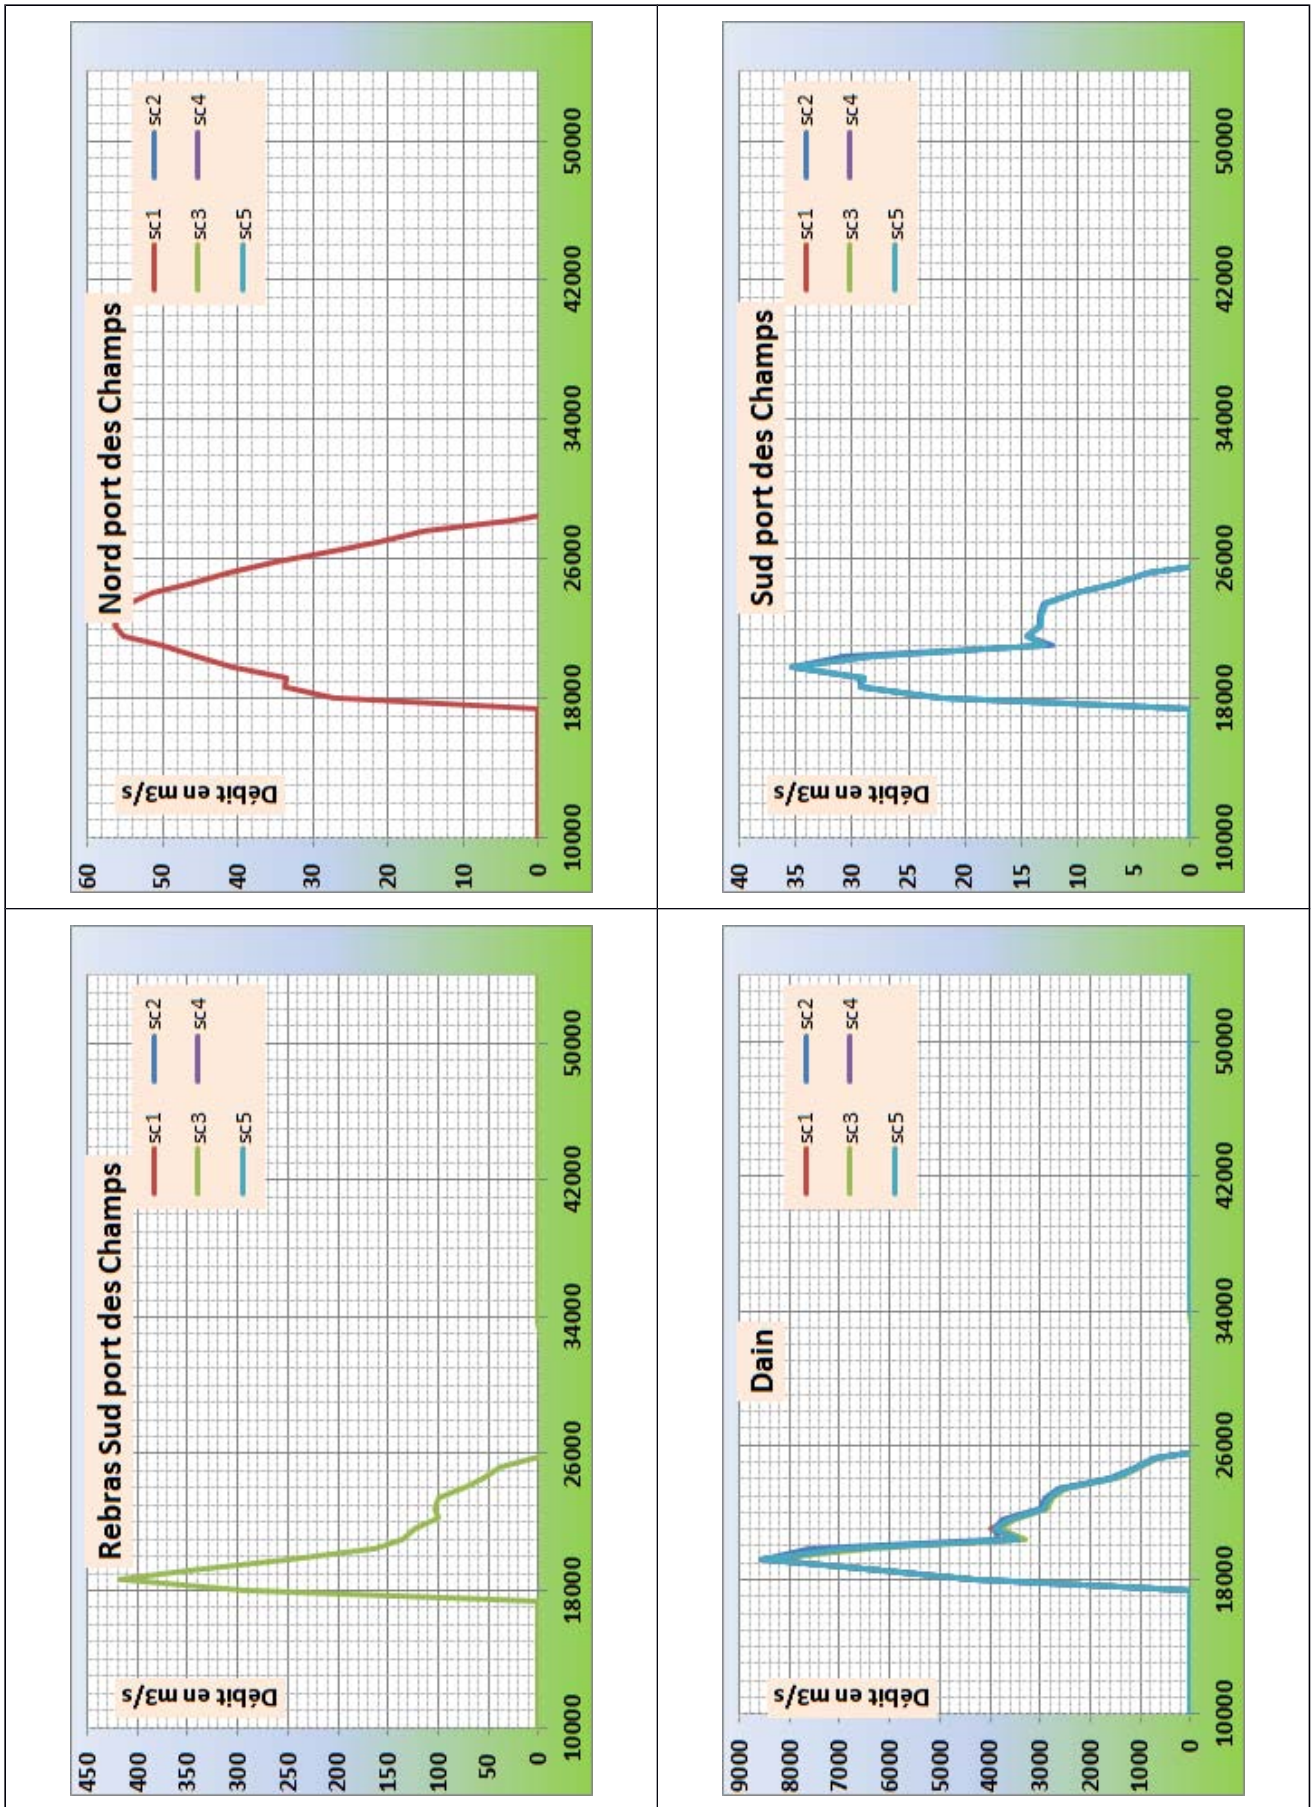 Rebras Sud port des Champs
Débit en m3/s
450
400
350
300
250
200
150
100
50
0
10000 18000 26000 34000 42000 50000
sc1 sc2
sc3 sc4
sc5
Nord port des Champs
Débit en m3/s
60
50
40
30
20
10
0
10000 18000 26000 34000 42000 50000
sc1 sc2
sc3 sc4
sc5
Dain
Débit en m3/s
9000
8000
7000
6000
5000
4000
3000
2000
1000
0
10000 18000 26000 34000 42000 50000
sc1 sc2
sc3 sc4
sc5
Sud port des Champs
Débit en m3/s
40
35
30
25
20
15
10
5
0
10000 18000 26000 34000 42000 50000
sc1 sc2
sc3 sc4
sc5